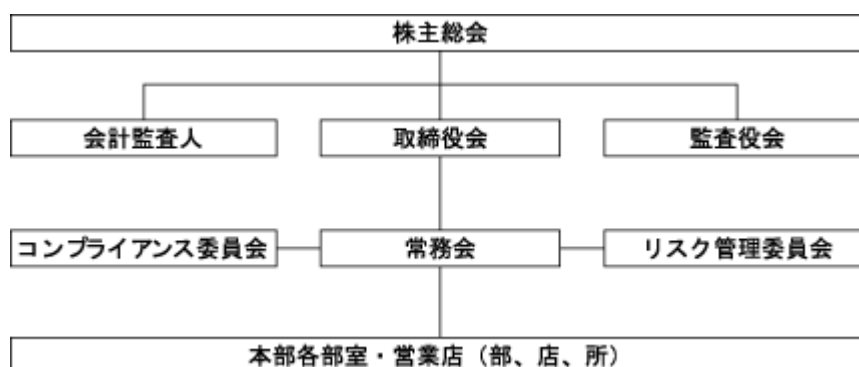 株主総会
会計監査人
取締役会
監査役会
コンプライアンス委員会
常務会
リスク管理委員会
本部各部室・営業店（部、店、所）